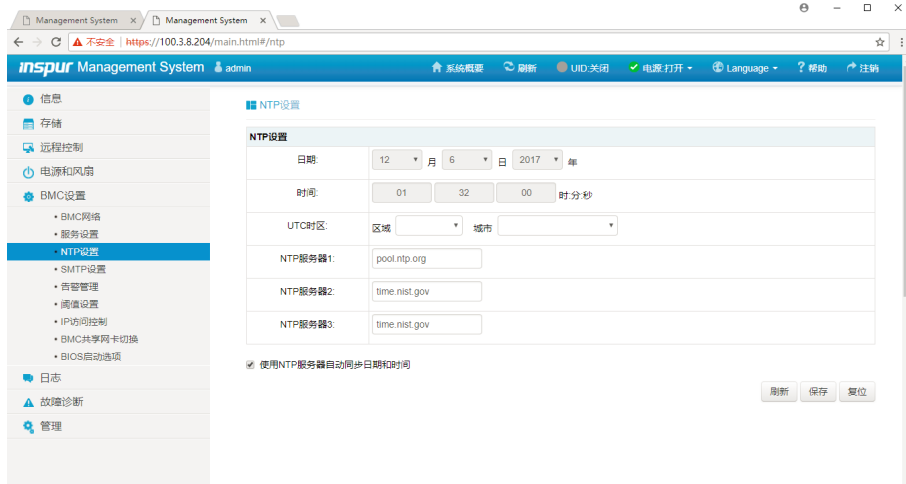 Management System Management System
不安全 https://100.3.8.204/main.html#/ntp
inspur Management System admin 系统概要 刷新 UID:关闭 电源:打开 Language 帮助 注销
信息
存储
远程控制
电源和风扇
BMC设置
BMC网络
服务设置
NTP设置
SMTP设置
告警管理
阈值设置
IP访问控制
BMC共享网卡切换
BIOS启动选项
日志
故障诊断
管理
NTP设置
NTP设置
日期: 12 月 6 日 2017 年
时间: 01 32 00 时:分:秒
UTC时区: 区域 城市
NTP服务器1: pool.ntp.org
NTP服务器2: time.nist.gov
NTP服务器3: time.nist.gov
使用NTP服务器自动同步日期和时间
刷新 保存 复位